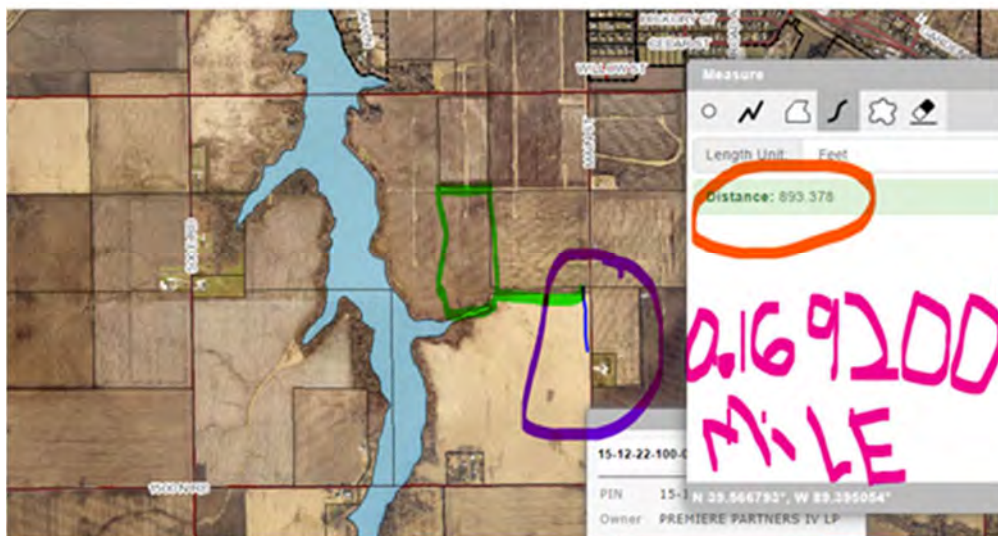 HICKORY ST
CEDAR ST
WILLOW ST
Measure
Length Unit: Feet
Distance: 893.378
0.169200
MiLE
15-12-22-100-0
PIN 15-1
N 39.566793°, W 89.395054°
Owner PREMIERE PARTNERS IV LP